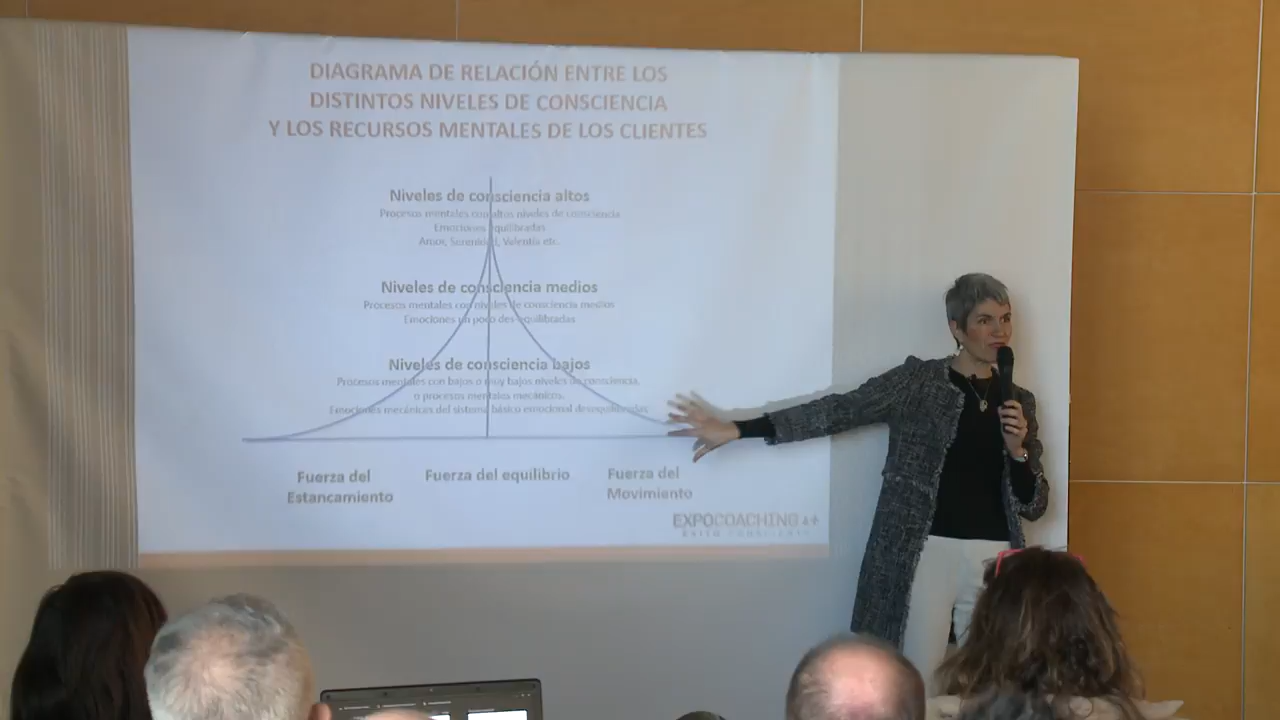 DIAGRAMA DE RELACIÓN ENTRE LOS
DISTINTOS NIVELES DE CONSCIENCIA
Y LOS RECURSOS MENTALES DE LOS CLIENTES
Niveles de consciencia altos
Procesos mentales con altos niveles de consciencia
Emociones equilibradas
Amor, Serenidad, Valentía etc.
Niveles de consciencia medios
Procesos mentales con niveles de consciencia medios
Emociones un poco des-equilibradas
Niveles de consciencia bajos
Procesos mentales con bajos o muy bajos niveles de consciencia,
o procesos mentales mecánicos.
Emociones mecánicas del sistema básico emocional desequilibradas
Fuerza del
Estancamiento
Fuerza del equilibrio
Fuerza del
Movimiento
EXPOCOACHING
ÉXITO CONSCIENTE